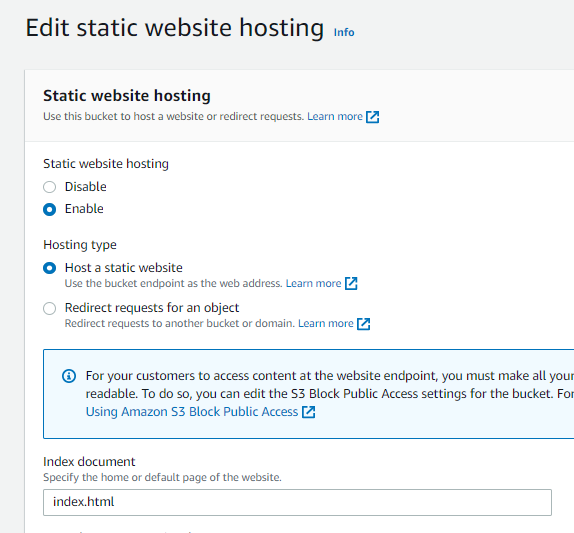 Edit static website hosting Info
Static website hosting
Use this bucket to host a website or redirect requests. Learn more
Static website hosting
Disable
Enable
Hosting type
Host a static website
Use the bucket endpoint as the web address. Learn more
Redirect requests for an object
Redirect requests to another bucket or domain. Learn more
For your customers to access content at the website endpoint, you must make all your
readable. To do so, you can edit the S3 Block Public Access settings for the bucket. For
Using Amazon S3 Block Public Access
Index document
Specify the home or default page of the website.
index.html